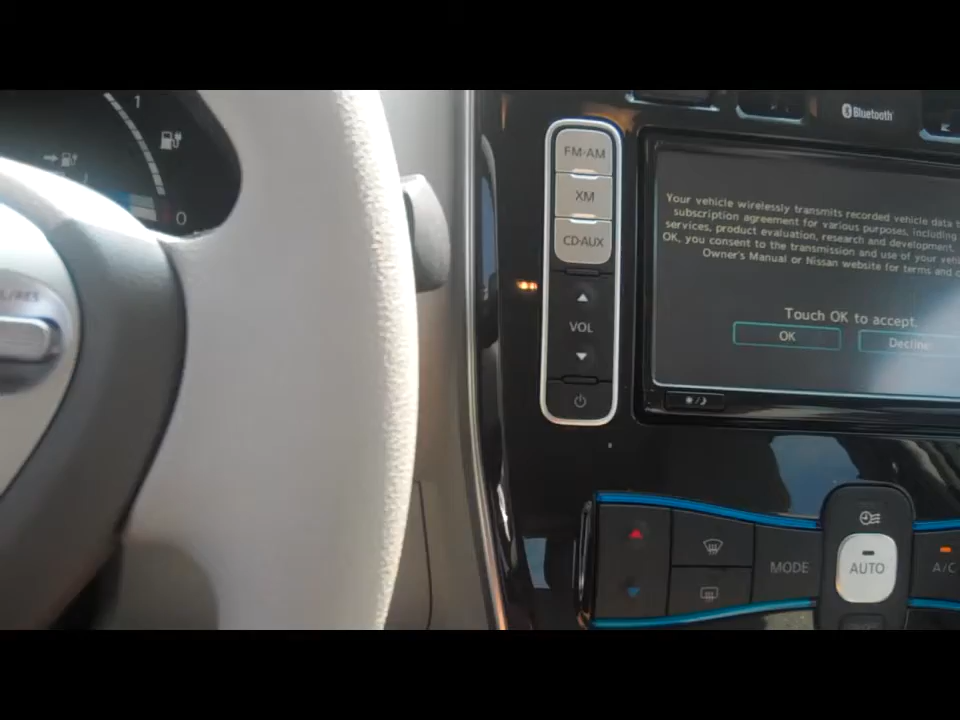 1
0
Bluetooth
FM·AM
XM
CD·AUX
VOL
Your vehicle wirelessly transmits recorded vehicle data
subscription agreement for various purposes, including
services, product evaluation, research and development.
OK, you consent to the transmission and use of your
Owner's Manual or Nissan website for terms and
Touch OK to accept.
OK
Decline
MODE
AUTO
A/C